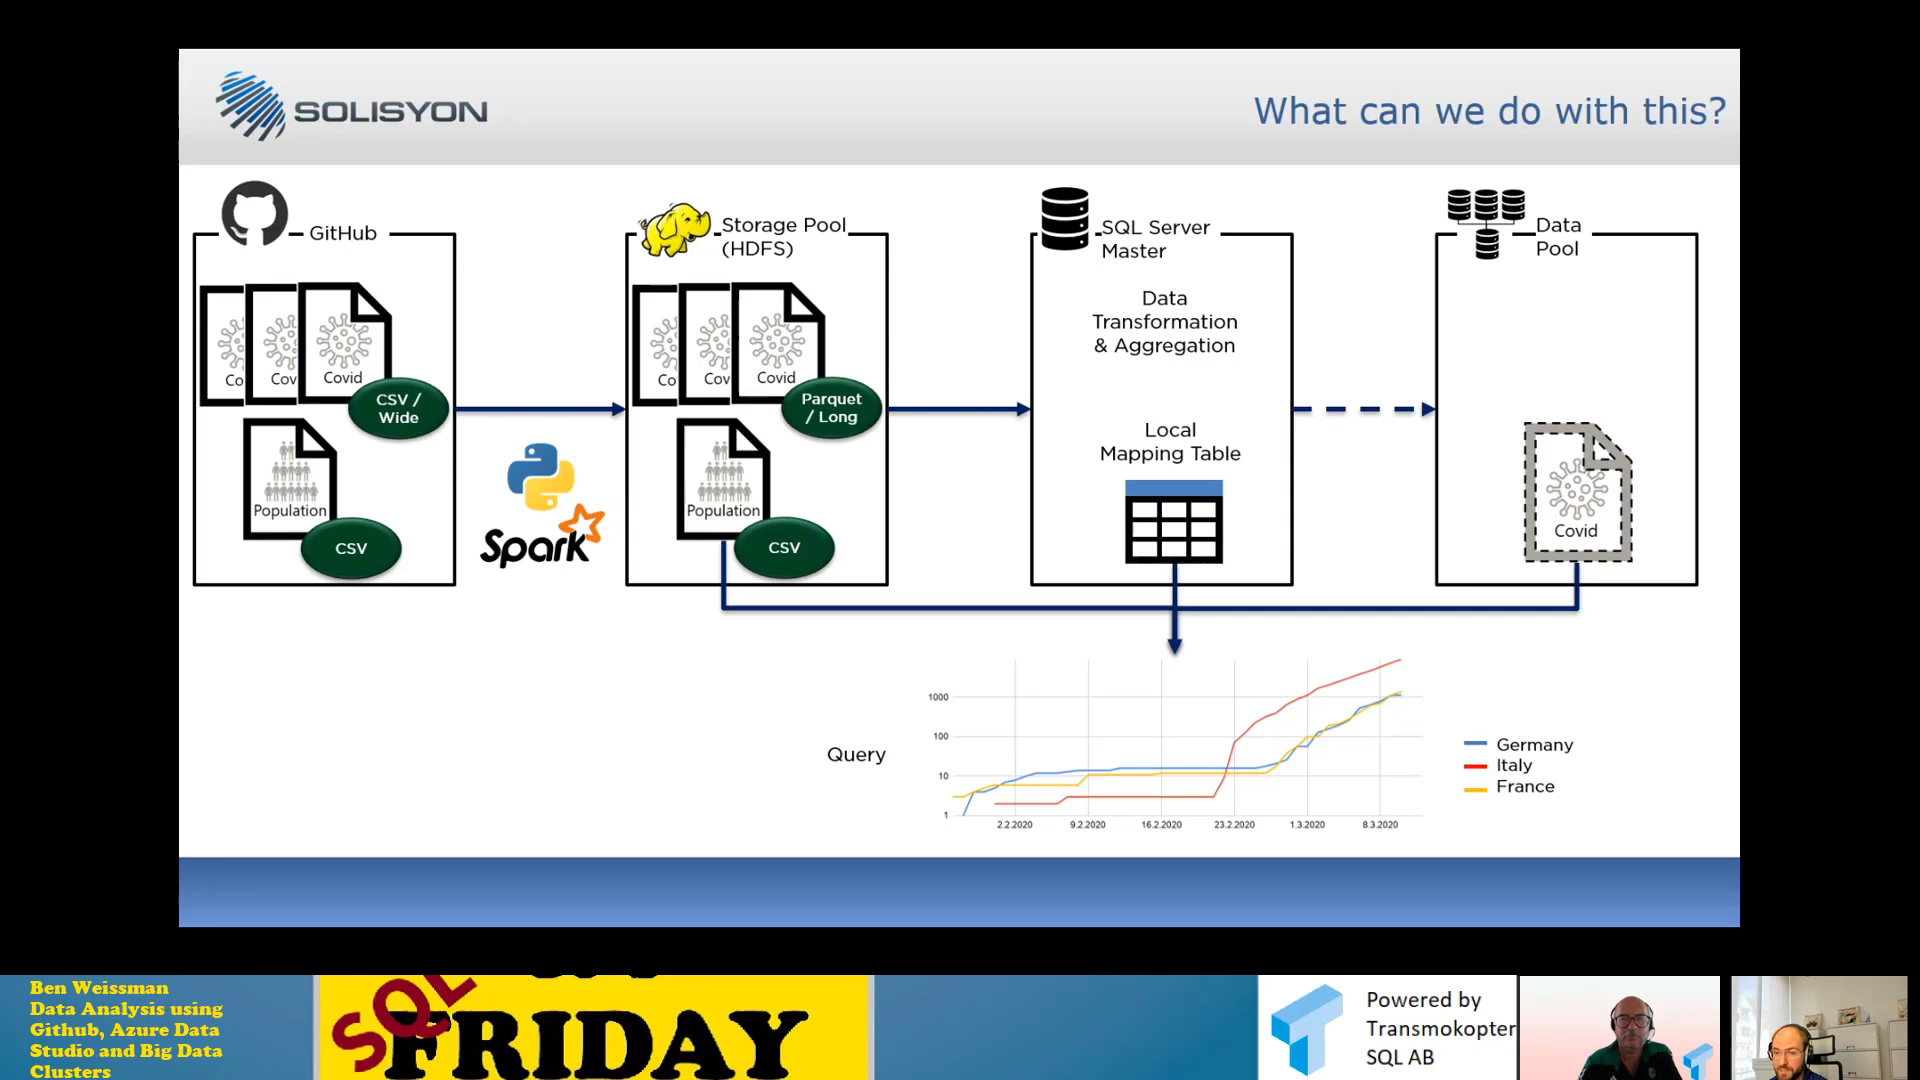 SOLISYON
What can we do with this?
GitHub
Co
Cov
Covid
CSV /
Wide
Population
CSV
Spark
Storage Pool
(HDFS)
Co
Cov
Covid
Parquet
/ Long
Population
CSV
SQL Server
Master
Data
Transformation
& Aggregation
Local
Mapping Table
Data
Pool
Covid
Query
1000
100
10
1
2.2.2020
9.2.2020
16.2.2020
23.2.2020
1.3.2020
8.3.2020
Germany
Italy
France
Ben Weissman
Data Analysis using
Github, Azure Data
Studio and Big Data
Clusters
SQL
FRIDAY
Powered by
Transmokopter
SQL AB